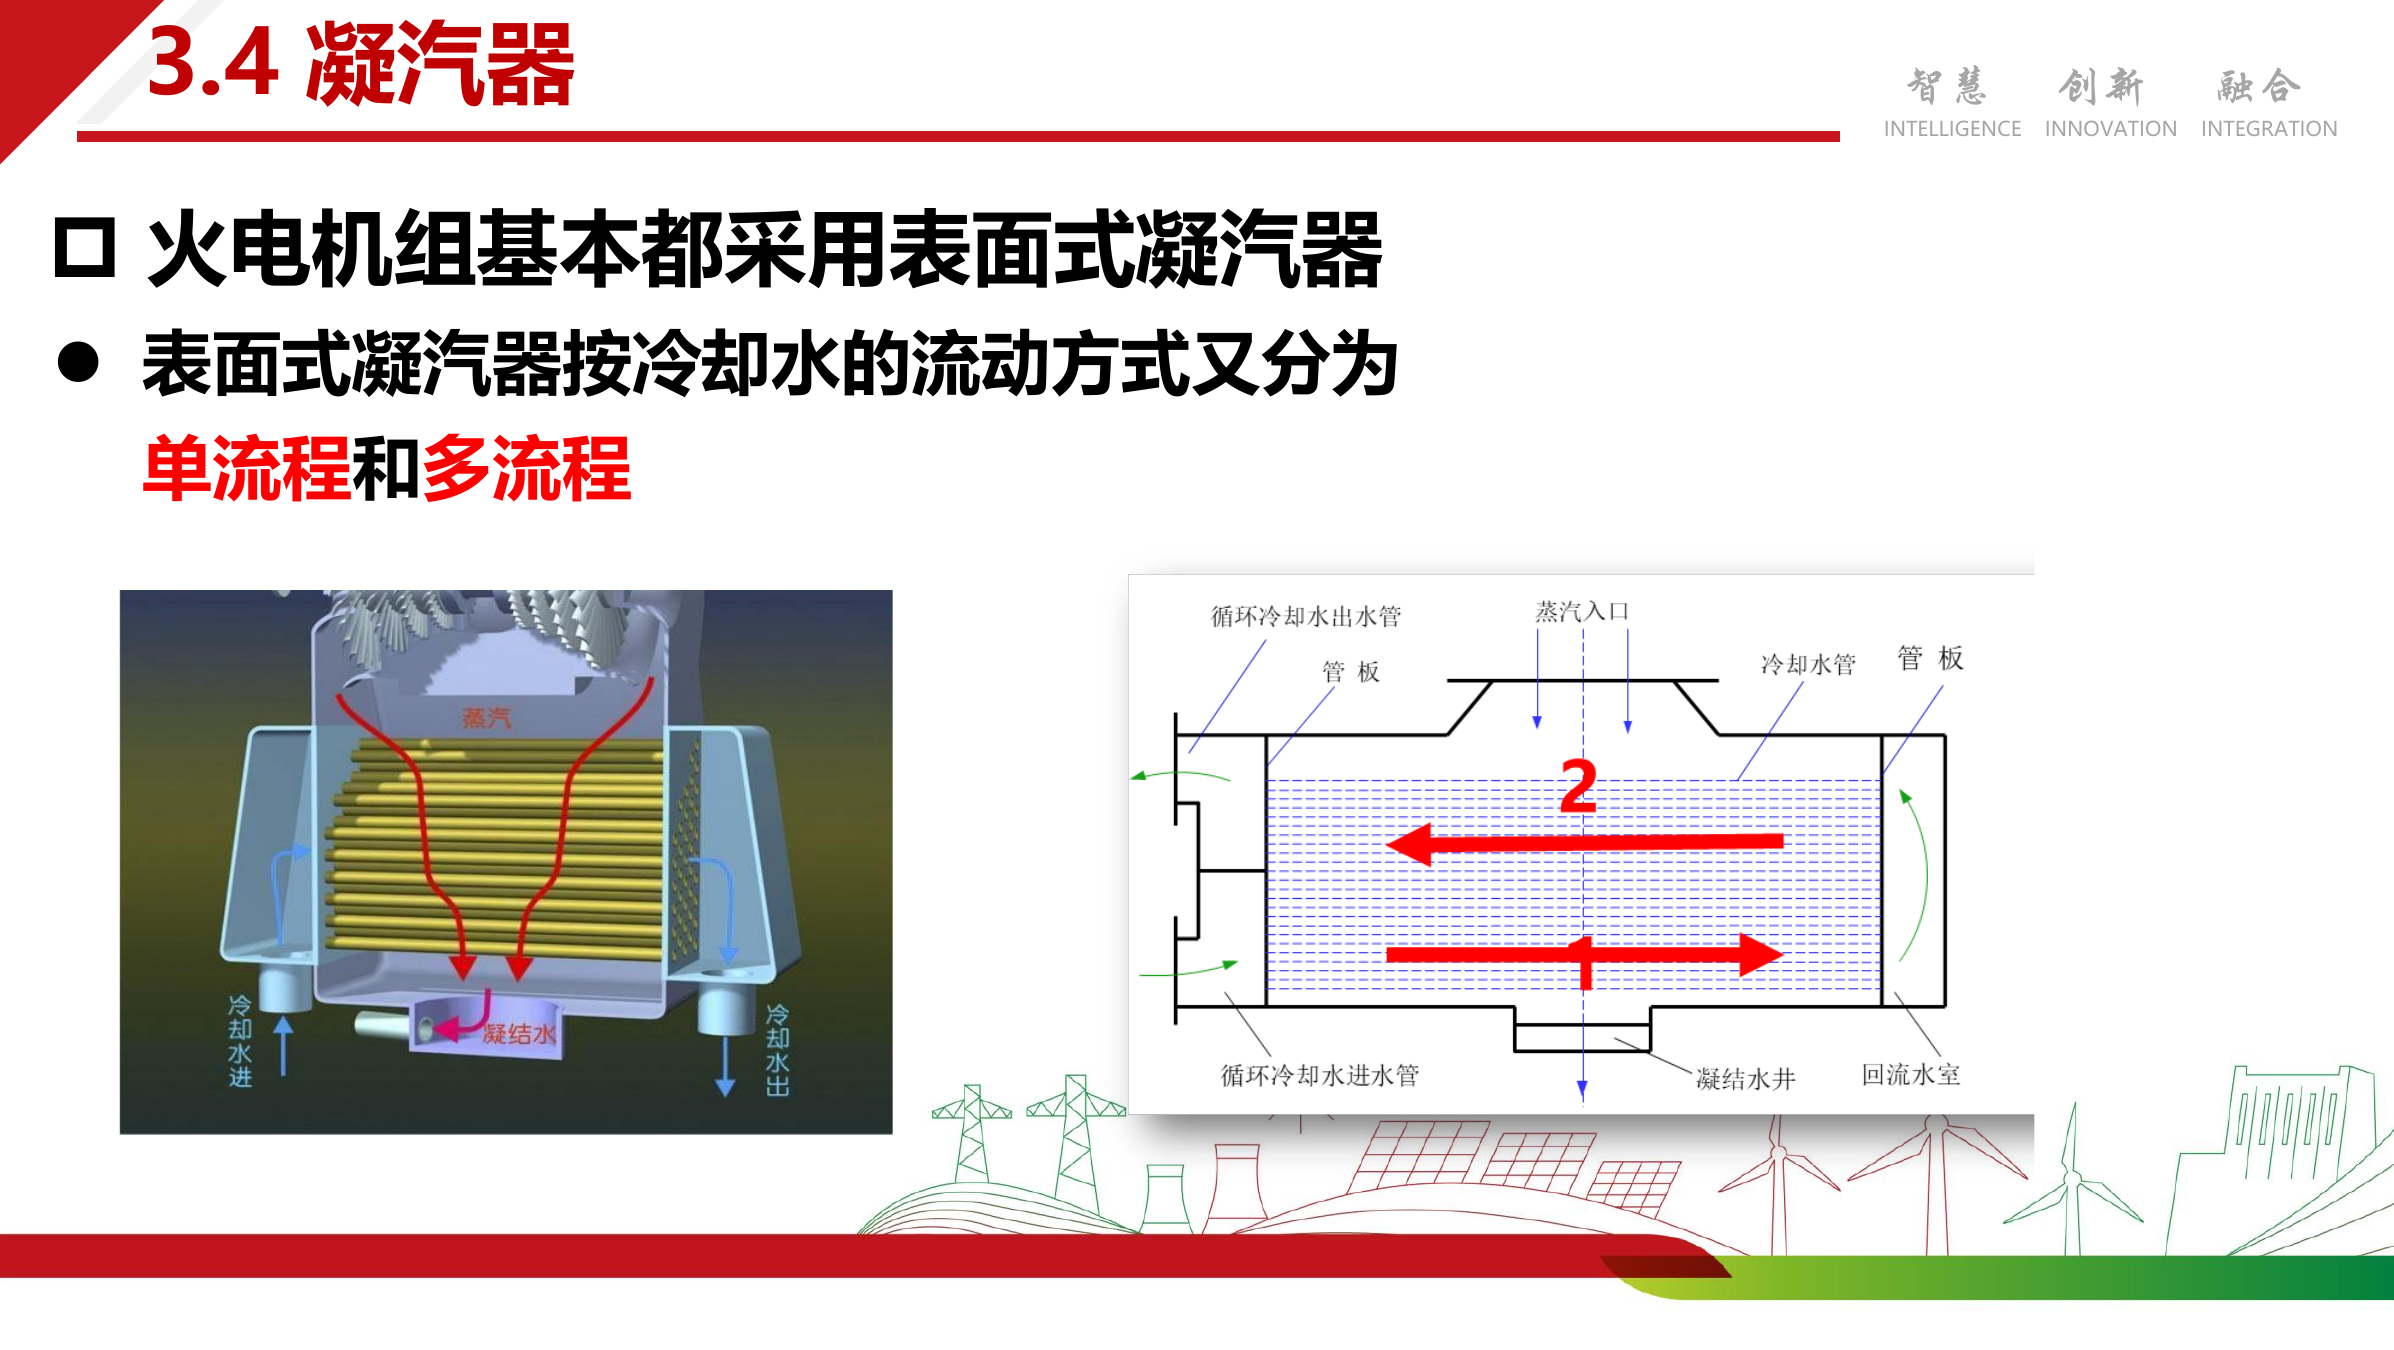 3.4 凝汽器
智慧 创新 融合
INTELLIGENCE INNOVATION INTEGRATION
火电机组基本都采用表面式凝汽器
表面式凝汽器按冷却水的流动方式又分为
单流程和多流程
蒸汽
凝结水
冷却水进
冷却水出
循环冷却水出水管
蒸汽入口
管 板
冷却水管
管 板
2
1
循环冷却水进水管
凝结水井
回流水室